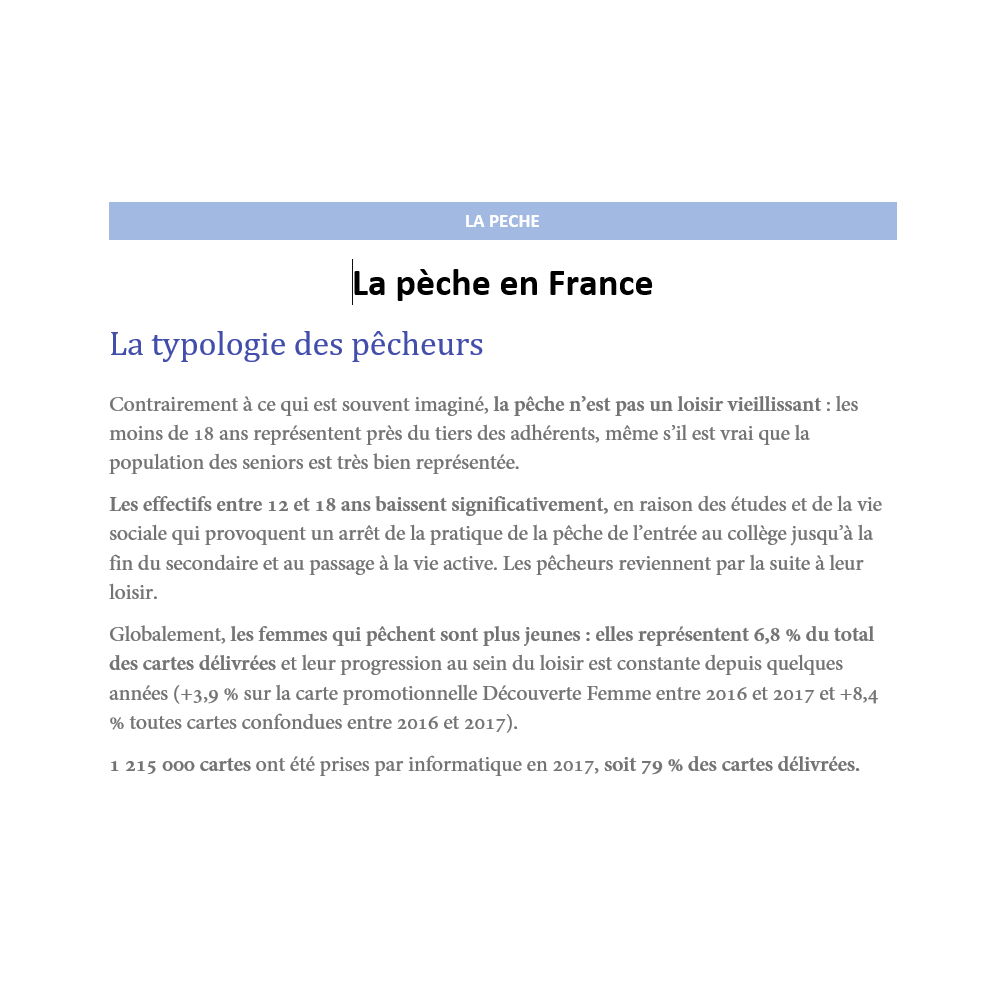 LA PECHE
La pèche en France
La typologie des pêcheurs
Contrairement à ce qui est souvent imaginé, la pêche n’est pas un loisir vieillissant : les
moins de 18 ans représentent près du tiers des adhérents, même s’il est vrai que la
population des seniors est très bien représentée.
Les effectifs entre 12 et 18 ans baissent significativement, en raison des études et de la vie
sociale qui provoquent un arrêt de la pratique de la pêche de l’entrée au collège jusqu’à la
fin du secondaire et au passage à la vie active. Les pêcheurs reviennent par la suite à leur
loisir.
Globalement, les femmes qui pêchent sont plus jeunes : elles représentent 6,8 % du total
des cartes délivrées et leur progression au sein du loisir est constante depuis quelques
années (+3,9 % sur la carte promotionnelle Découverte Femme entre 2016 et 2017 et +8,4
% toutes cartes confondues entre 2016 et 2017).
1 215 000 cartes ont été prises par informatique en 2017, soit 79 % des cartes délivrées.